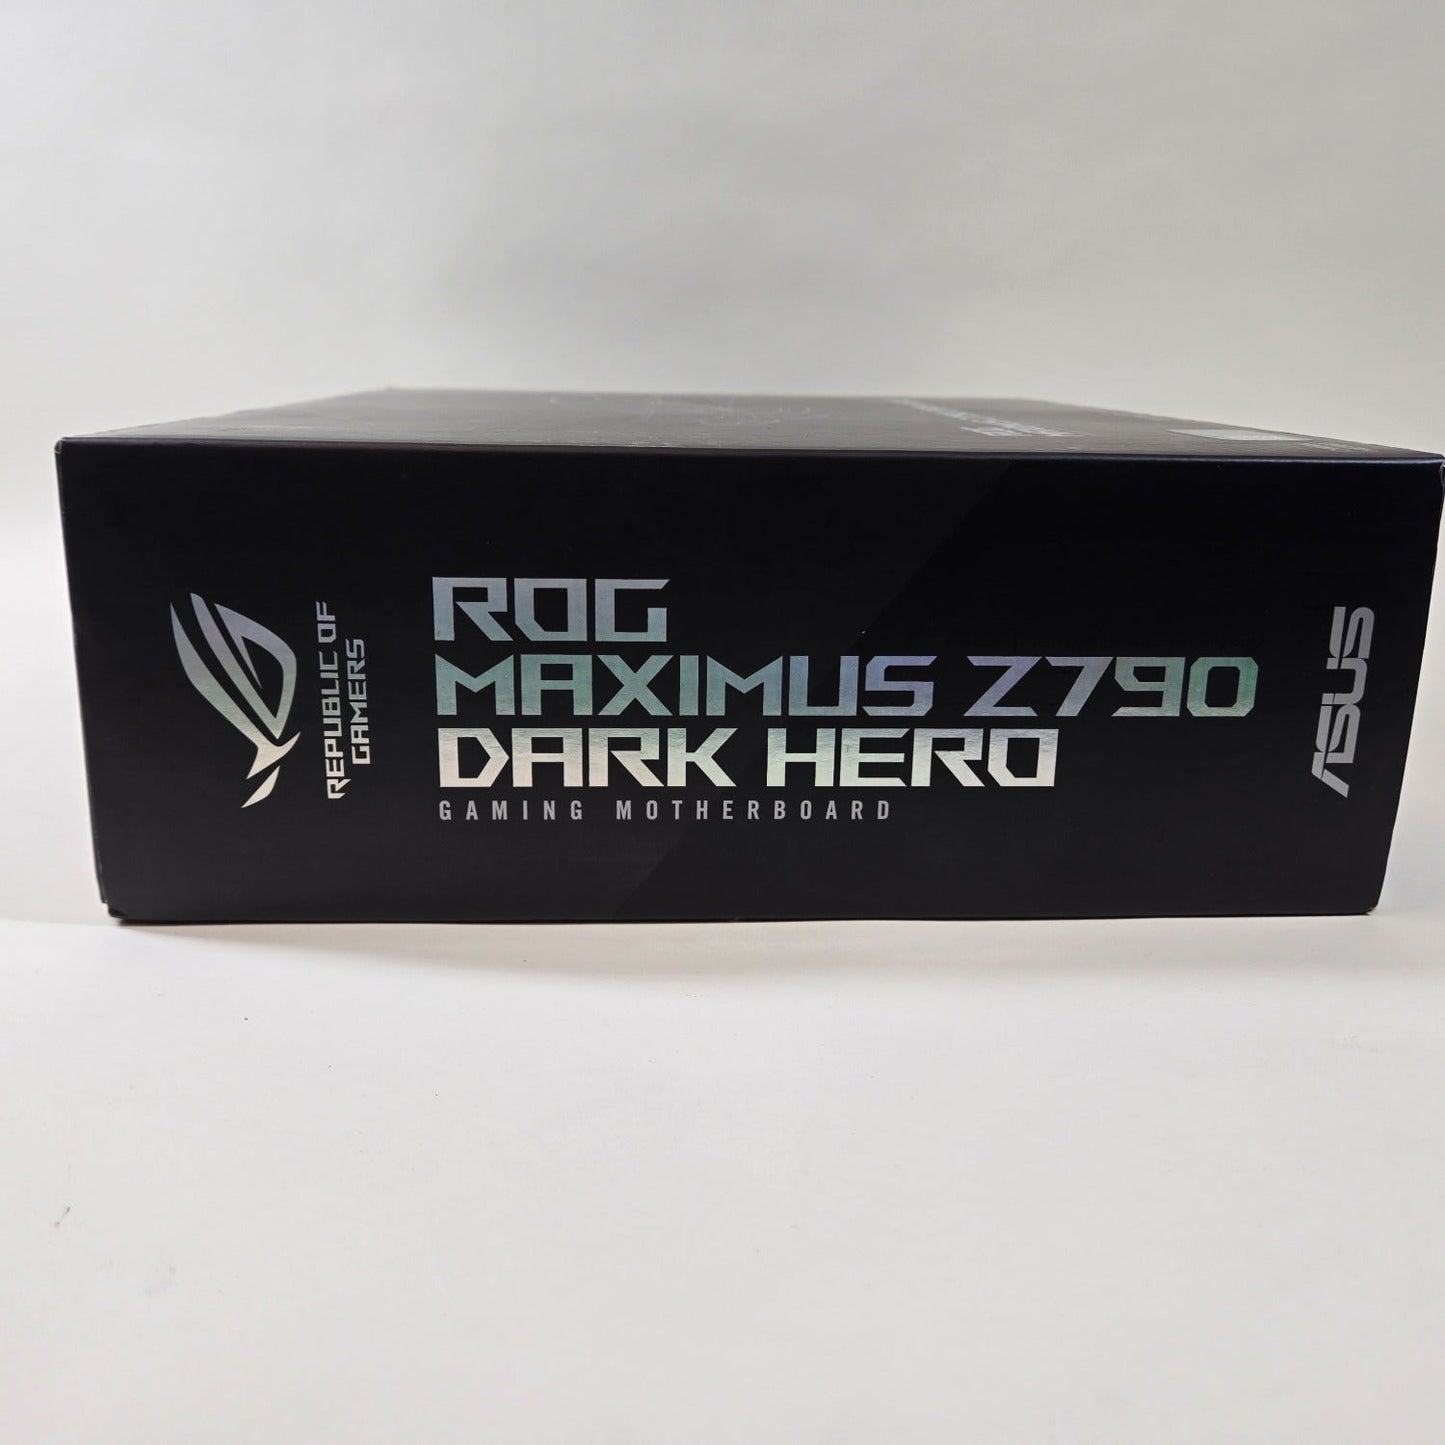 REPUBLIC OF
GAMERS
ROG
MAXIMUS Z790
DARK HERO
GAMING MOTHERBOARD
ASUS